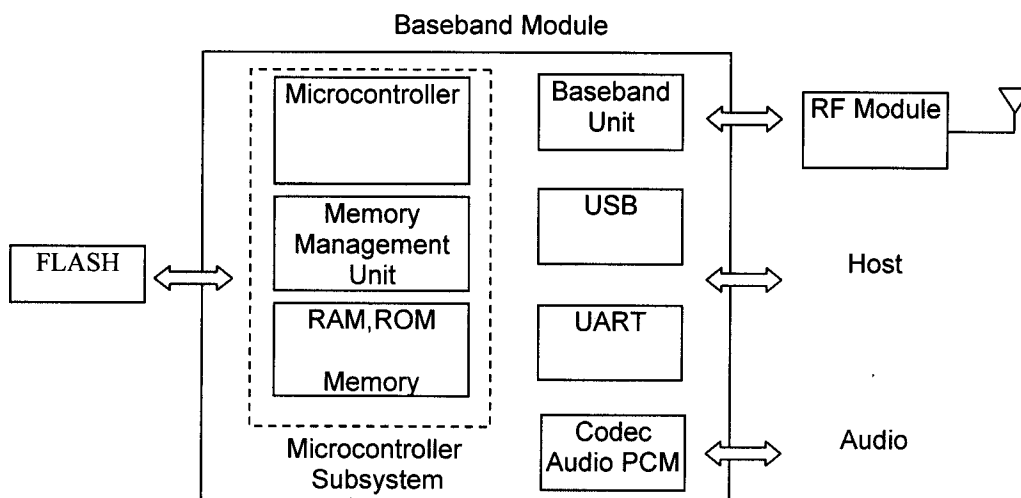 Baseband Module
Microcontroller
Memory
Management
Unit
RAM,ROM
Memory
Microcontroller
Subsystem
FLASH
Baseband
Unit
USB
UART
Codec
Audio PCM
RF Module
Host
Audio